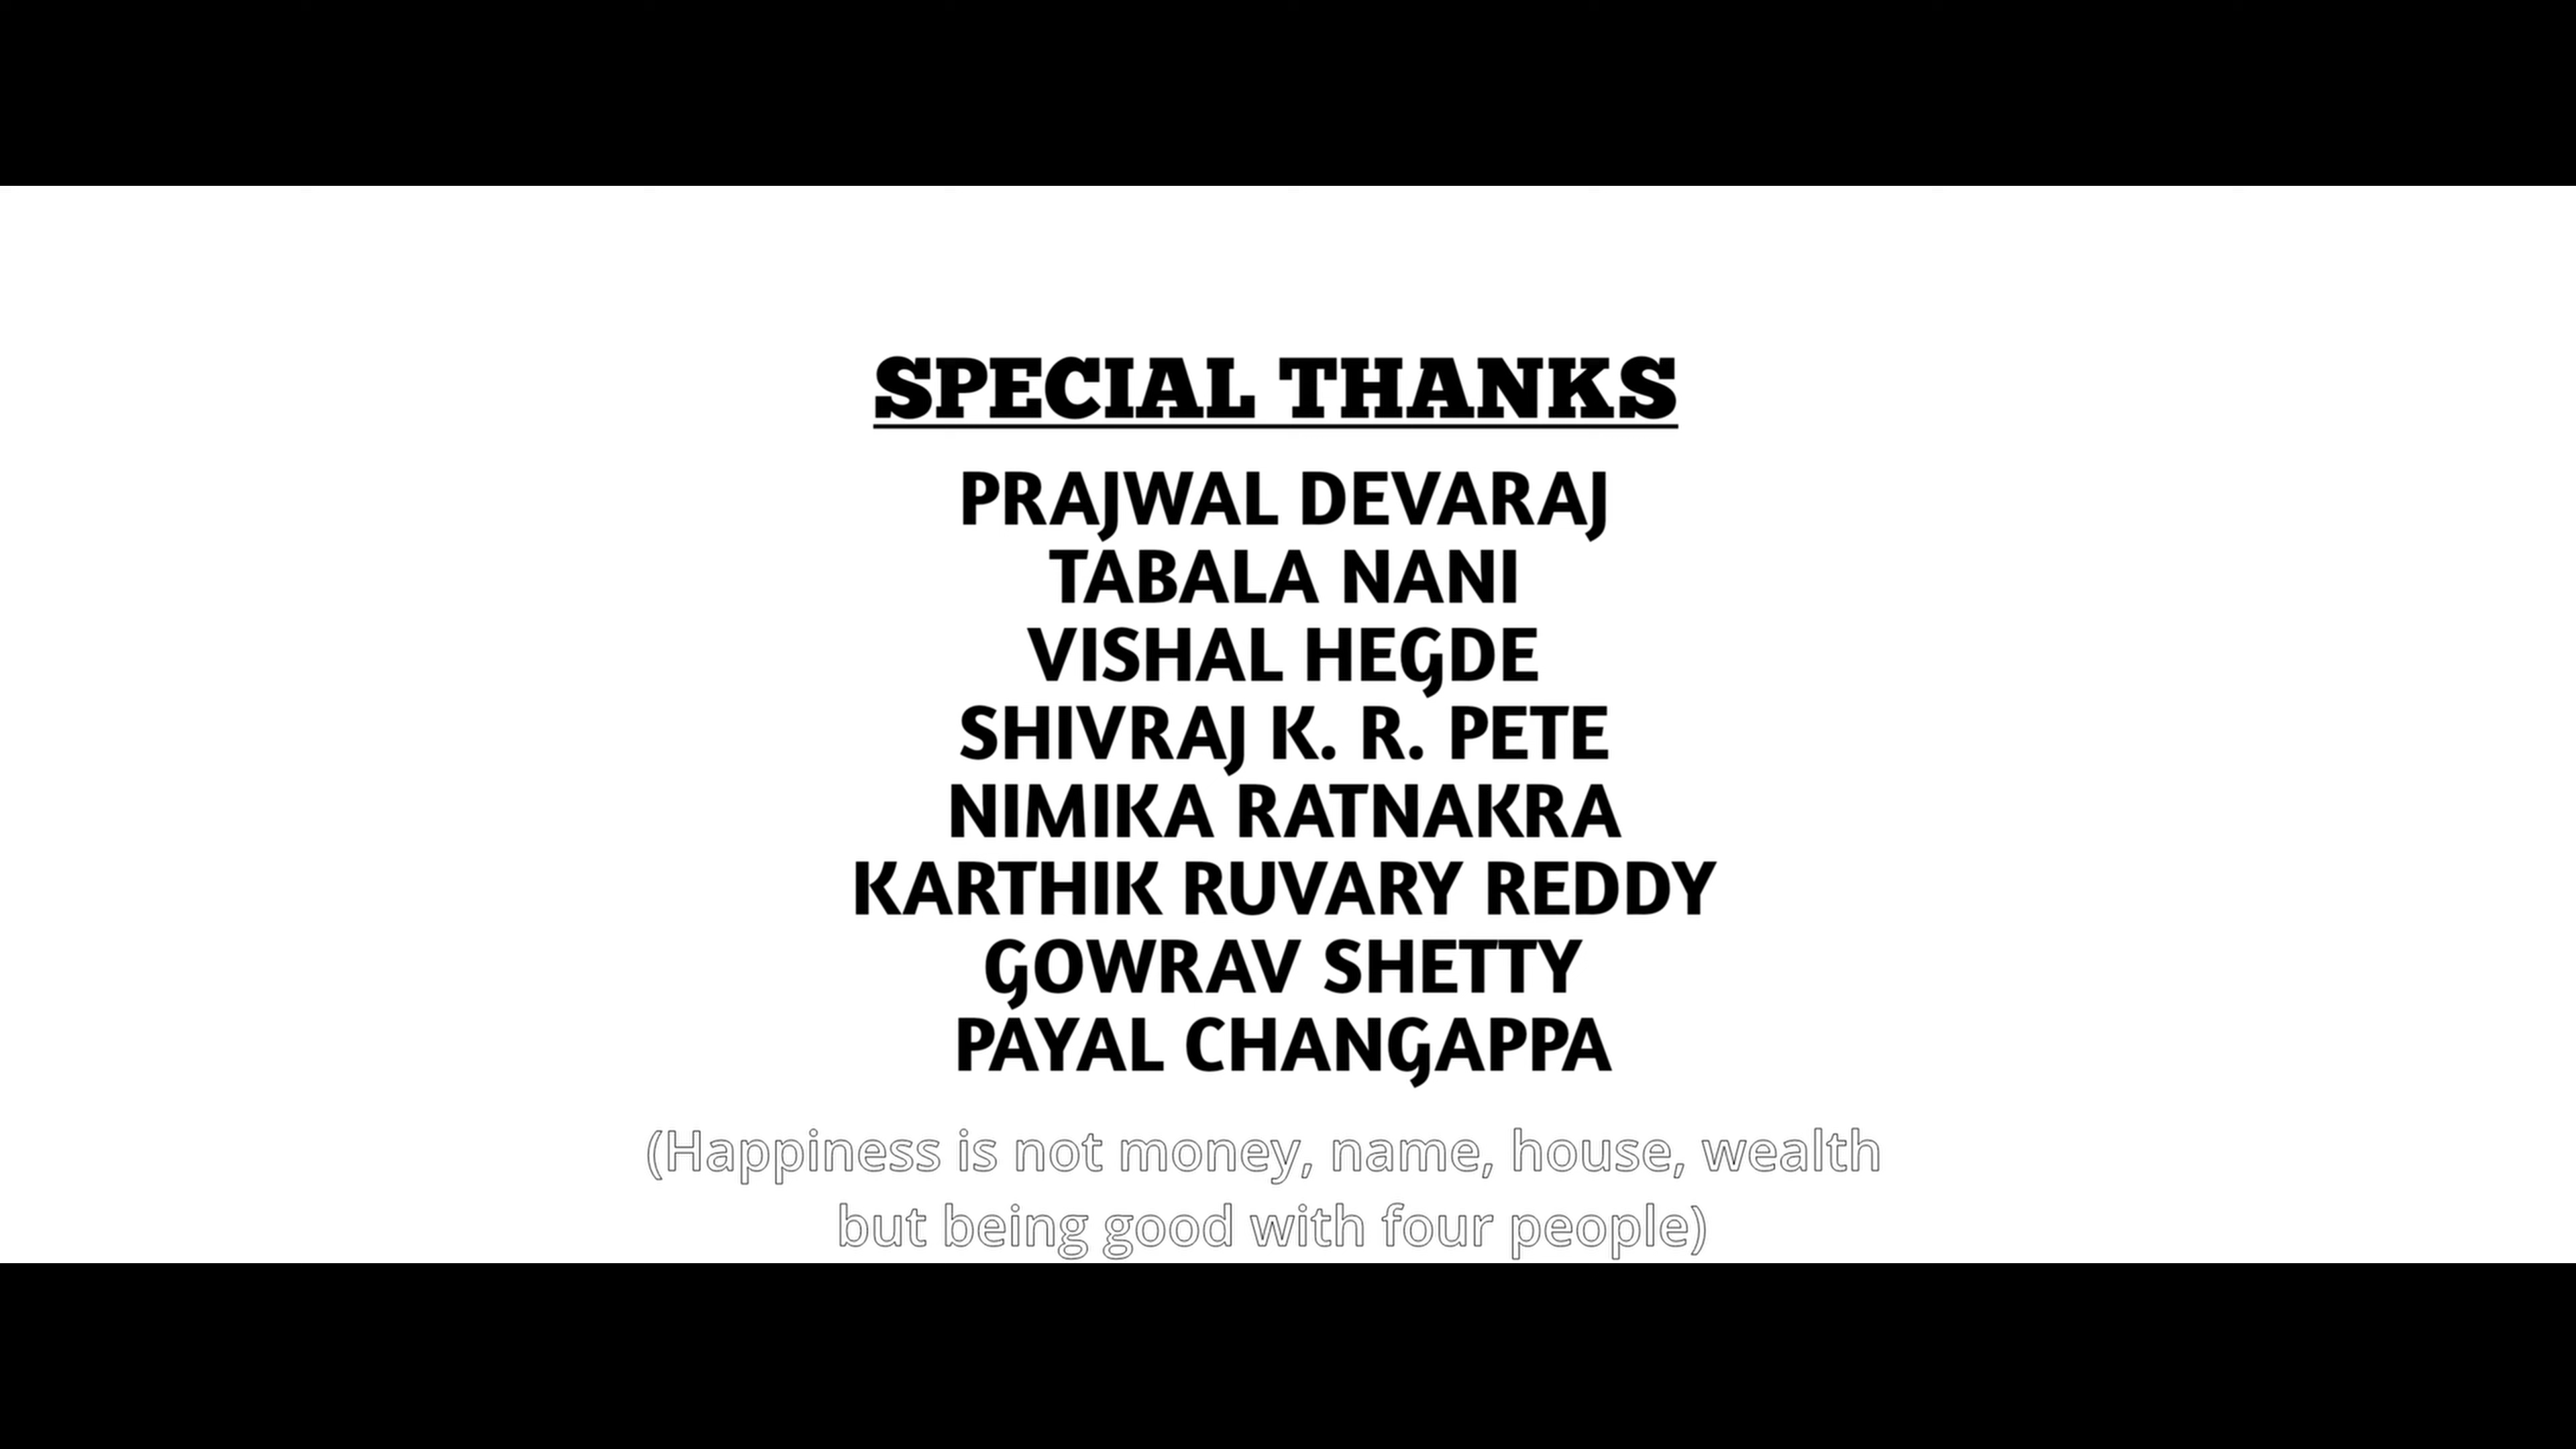 SPECIAL THANKS
PRAJWAL DEVARAJ
TABALA NANI
VISHAL HEGDE
SHIVRAJ K. R. PETE
NIMIKA RATNAKRA
KARTHIK RUVARY REDDY
GOWRAV SHETTY
PAYAL CHANGAPPA
(Happiness is not money, name, house, wealth
but being good with four people)